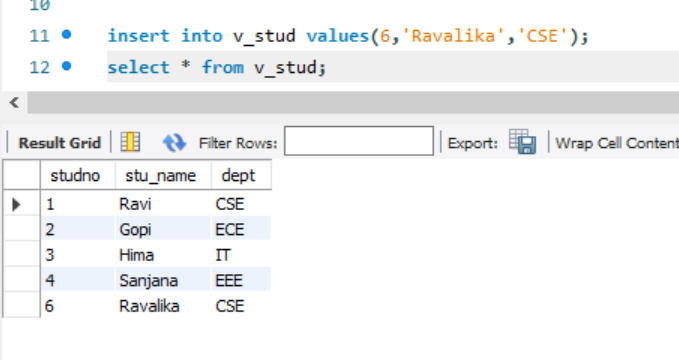 10
11 insert into v_stud values(6,'Ravalika','CSE');
12 select * from v_stud;
Result Grid Filter Rows: Export: Wrap Cell Content
studno stu_name dept
1 Ravi CSE
2 Gopi ECE
3 Hima IT
4 Sanjana EEE
6 Ravalika CSE